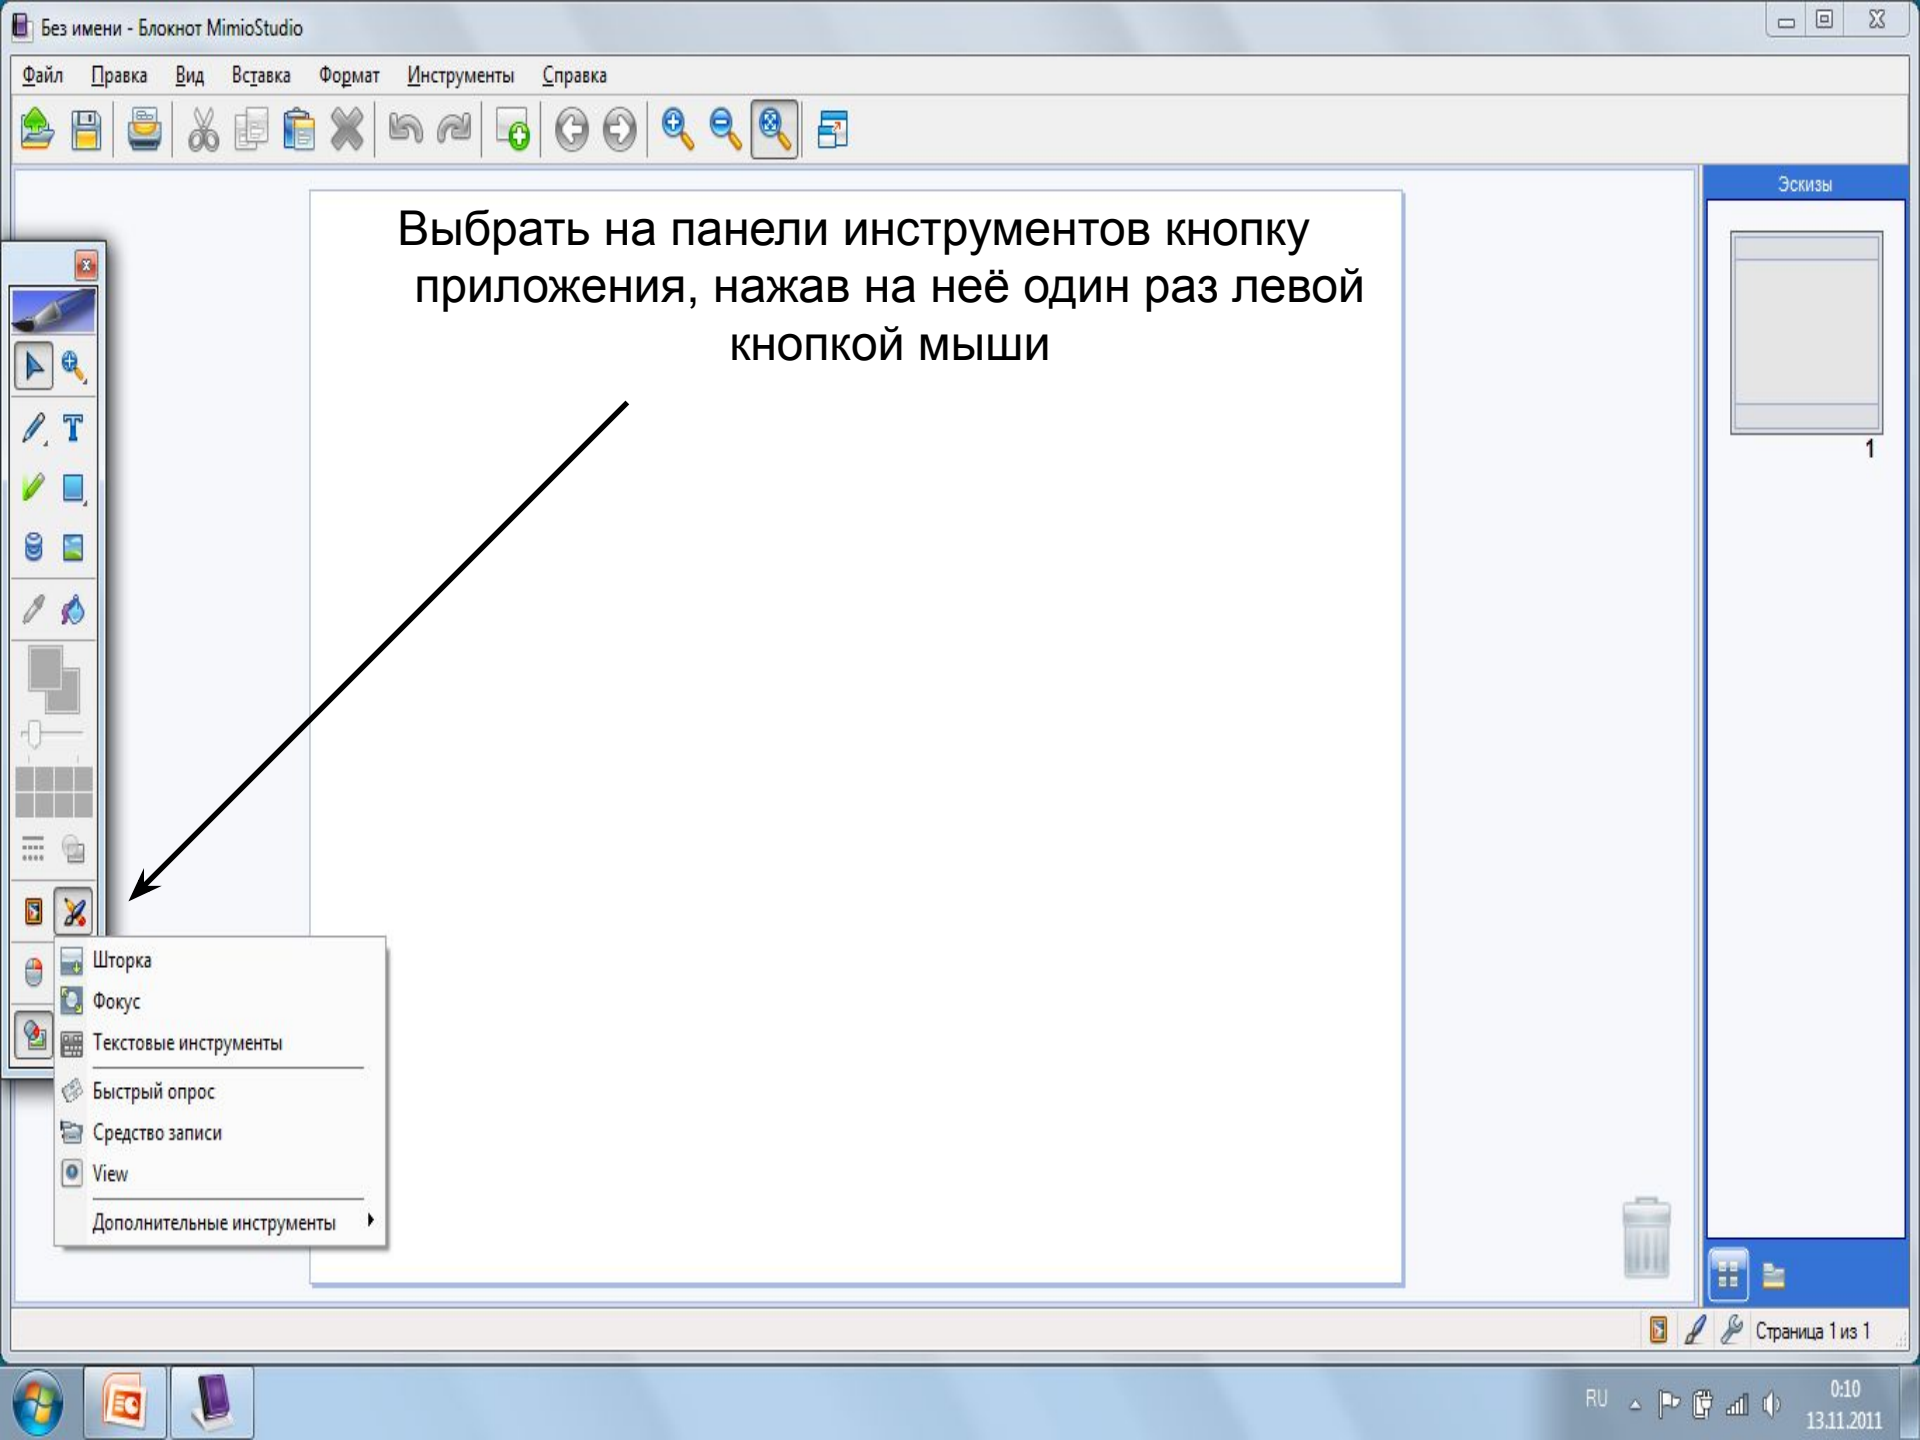 Без имени - Блокнот MimioStudio
Файл Правка Вид Вставка Формат Инструменты Справка
Эскизы
Выбрать на панели инструментов кнопку
приложения, нажав на неё один раз левой
кнопкой мыши
1
Шторка
Фокус
Текстовые инструменты
Быстрый опрос
Средство записи
View
Дополнительные инструменты
Страница 1 из 1
RU
0:10
13.11.2011